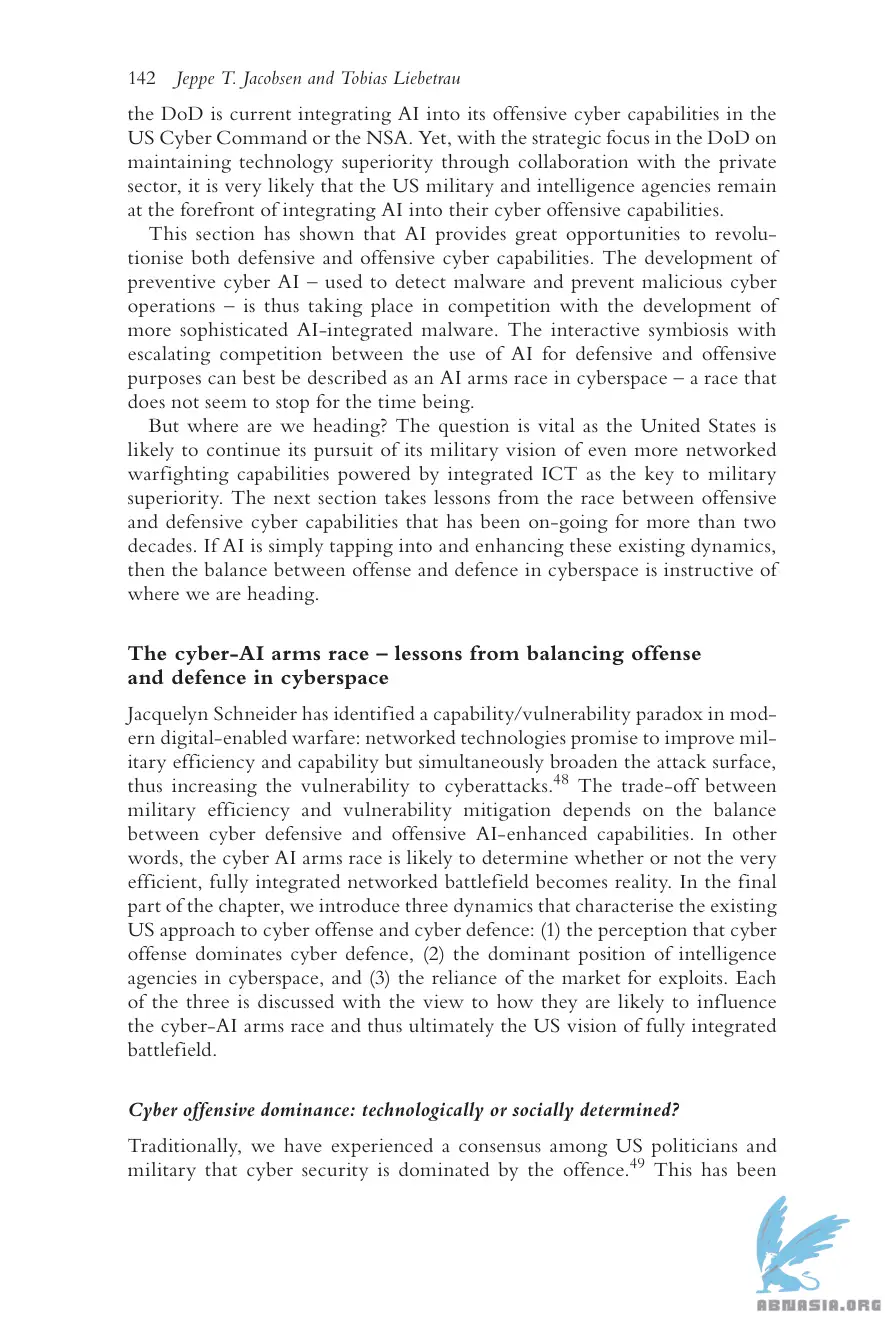 142 Jeppe T. Jacobsen and Tobias Liebetrau
the DoD is current integrating AI into its offensive cyber capabilities in the
US Cyber Command or the NSA. Yet, with the strategic focus in the DoD on
maintaining technology superiority through collaboration with the private
sector, it is very likely that the US military and intelligence agencies remain
at the forefront of integrating AI into their cyber offensive capabilities.
This section has shown that AI provides great opportunities to revolu-
tionise both defensive and offensive cyber capabilities. The development of
preventive cyber AI – used to detect malware and prevent malicious cyber
operations – is thus taking place in competition with the development of
more sophisticated AI-integrated malware. The interactive symbiosis with
escalating competition between the use of AI for defensive and offensive
purposes can best be described as an AI arms race in cyberspace – a race that
does not seem to stop for the time being.
But where are we heading? The question is vital as the United States is
likely to continue its pursuit of its military vision of even more networked
warfighting capabilities powered by integrated ICT as the key to military
superiority. The next section takes lessons from the race between offensive
and defensive cyber capabilities that has been on-going for more than two
decades. If AI is simply tapping into and enhancing these existing dynamics,
then the balance between offense and defence in cyberspace is instructive of
where we are heading.
The cyber-AI arms race – lessons from balancing offense
and defence in cyberspace
Jacquelyn Schneider has identified a capability/vulnerability paradox in mod-
ern digital-enabled warfare: networked technologies promise to improve mil-
itary efficiency and capability but simultaneously broaden the attack surface,
thus increasing the vulnerability to cyberattacks.48 The trade-off between
military efficiency and vulnerability mitigation depends on the balance
between cyber defensive and offensive AI-enhanced capabilities. In other
words, the cyber AI arms race is likely to determine whether or not the very
efficient, fully integrated networked battlefield becomes reality. In the final
part of the chapter, we introduce three dynamics that characterise the existing
US approach to cyber offense and cyber defence: (1) the perception that cyber
offense dominates cyber defence, (2) the dominant position of intelligence
agencies in cyberspace, and (3) the reliance of the market for exploits. Each
of the three is discussed with the view to how they are likely to influence
the cyber-AI arms race and thus ultimately the US vision of fully integrated
battlefield.
Cyber offensive dominance: technologically or socially determined?
Traditionally, we have experienced a consensus among US politicians and
military that cyber security is dominated by the offence.49 This has been
ABNASIA.ORG